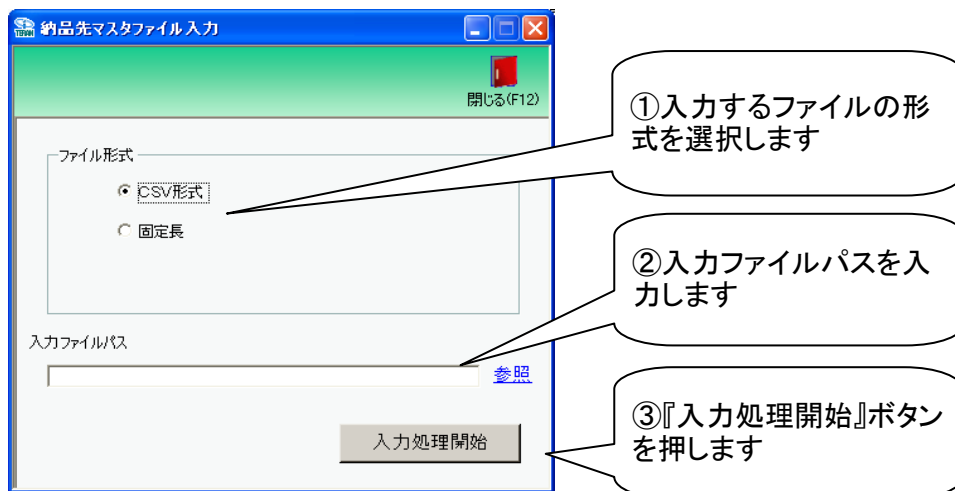 納品先マスタファイル入力
閉じる(F12)
ファイル形式
CSV形式
固定長
入力ファイルパス
参照
入力処理開始
①入力するファイルの形
式を選択します
②入力ファイルパスを入
力します
③『入力処理開始』ボタン
を押します